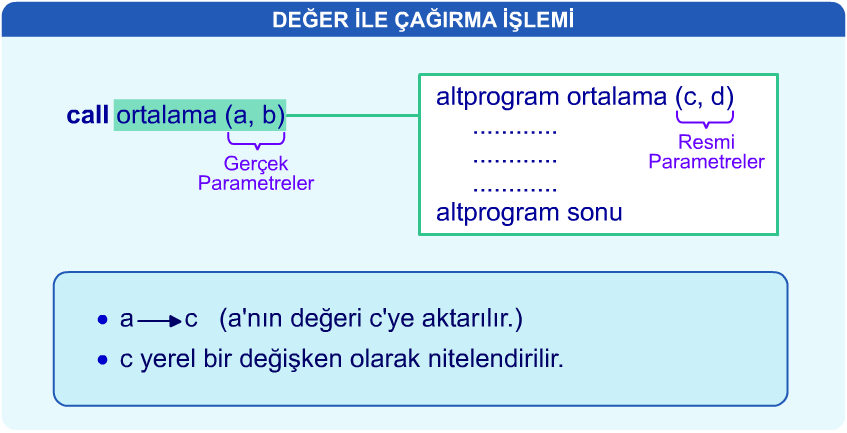 DEĞER İLE ÇAĞIRMA İŞLEMİ
call ortalama (a, b)
Gerçek
Parametreler
altprogram ortalama (c, d)
............
Resmi
Parametreler
............
............
altprogram sonu
• a → c (a'nın değeri c'ye aktarılır.)
• c yerel bir değişken olarak nitelendirilir.